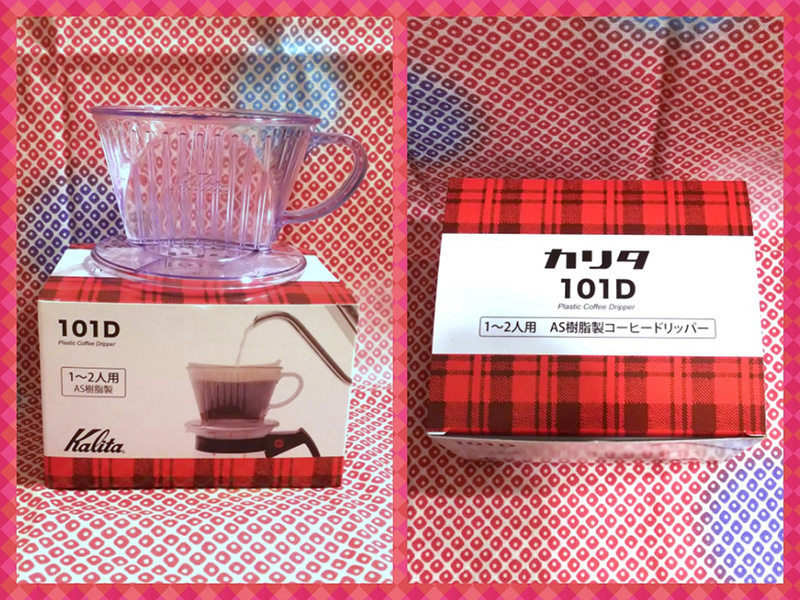 101D
Plastic Coffee Dripper
1～2人用
AS樹脂製
Kalita
カリタ
101D
Plastic Coffee Dripper
1～2人用 AS樹脂製コーヒードリッパー